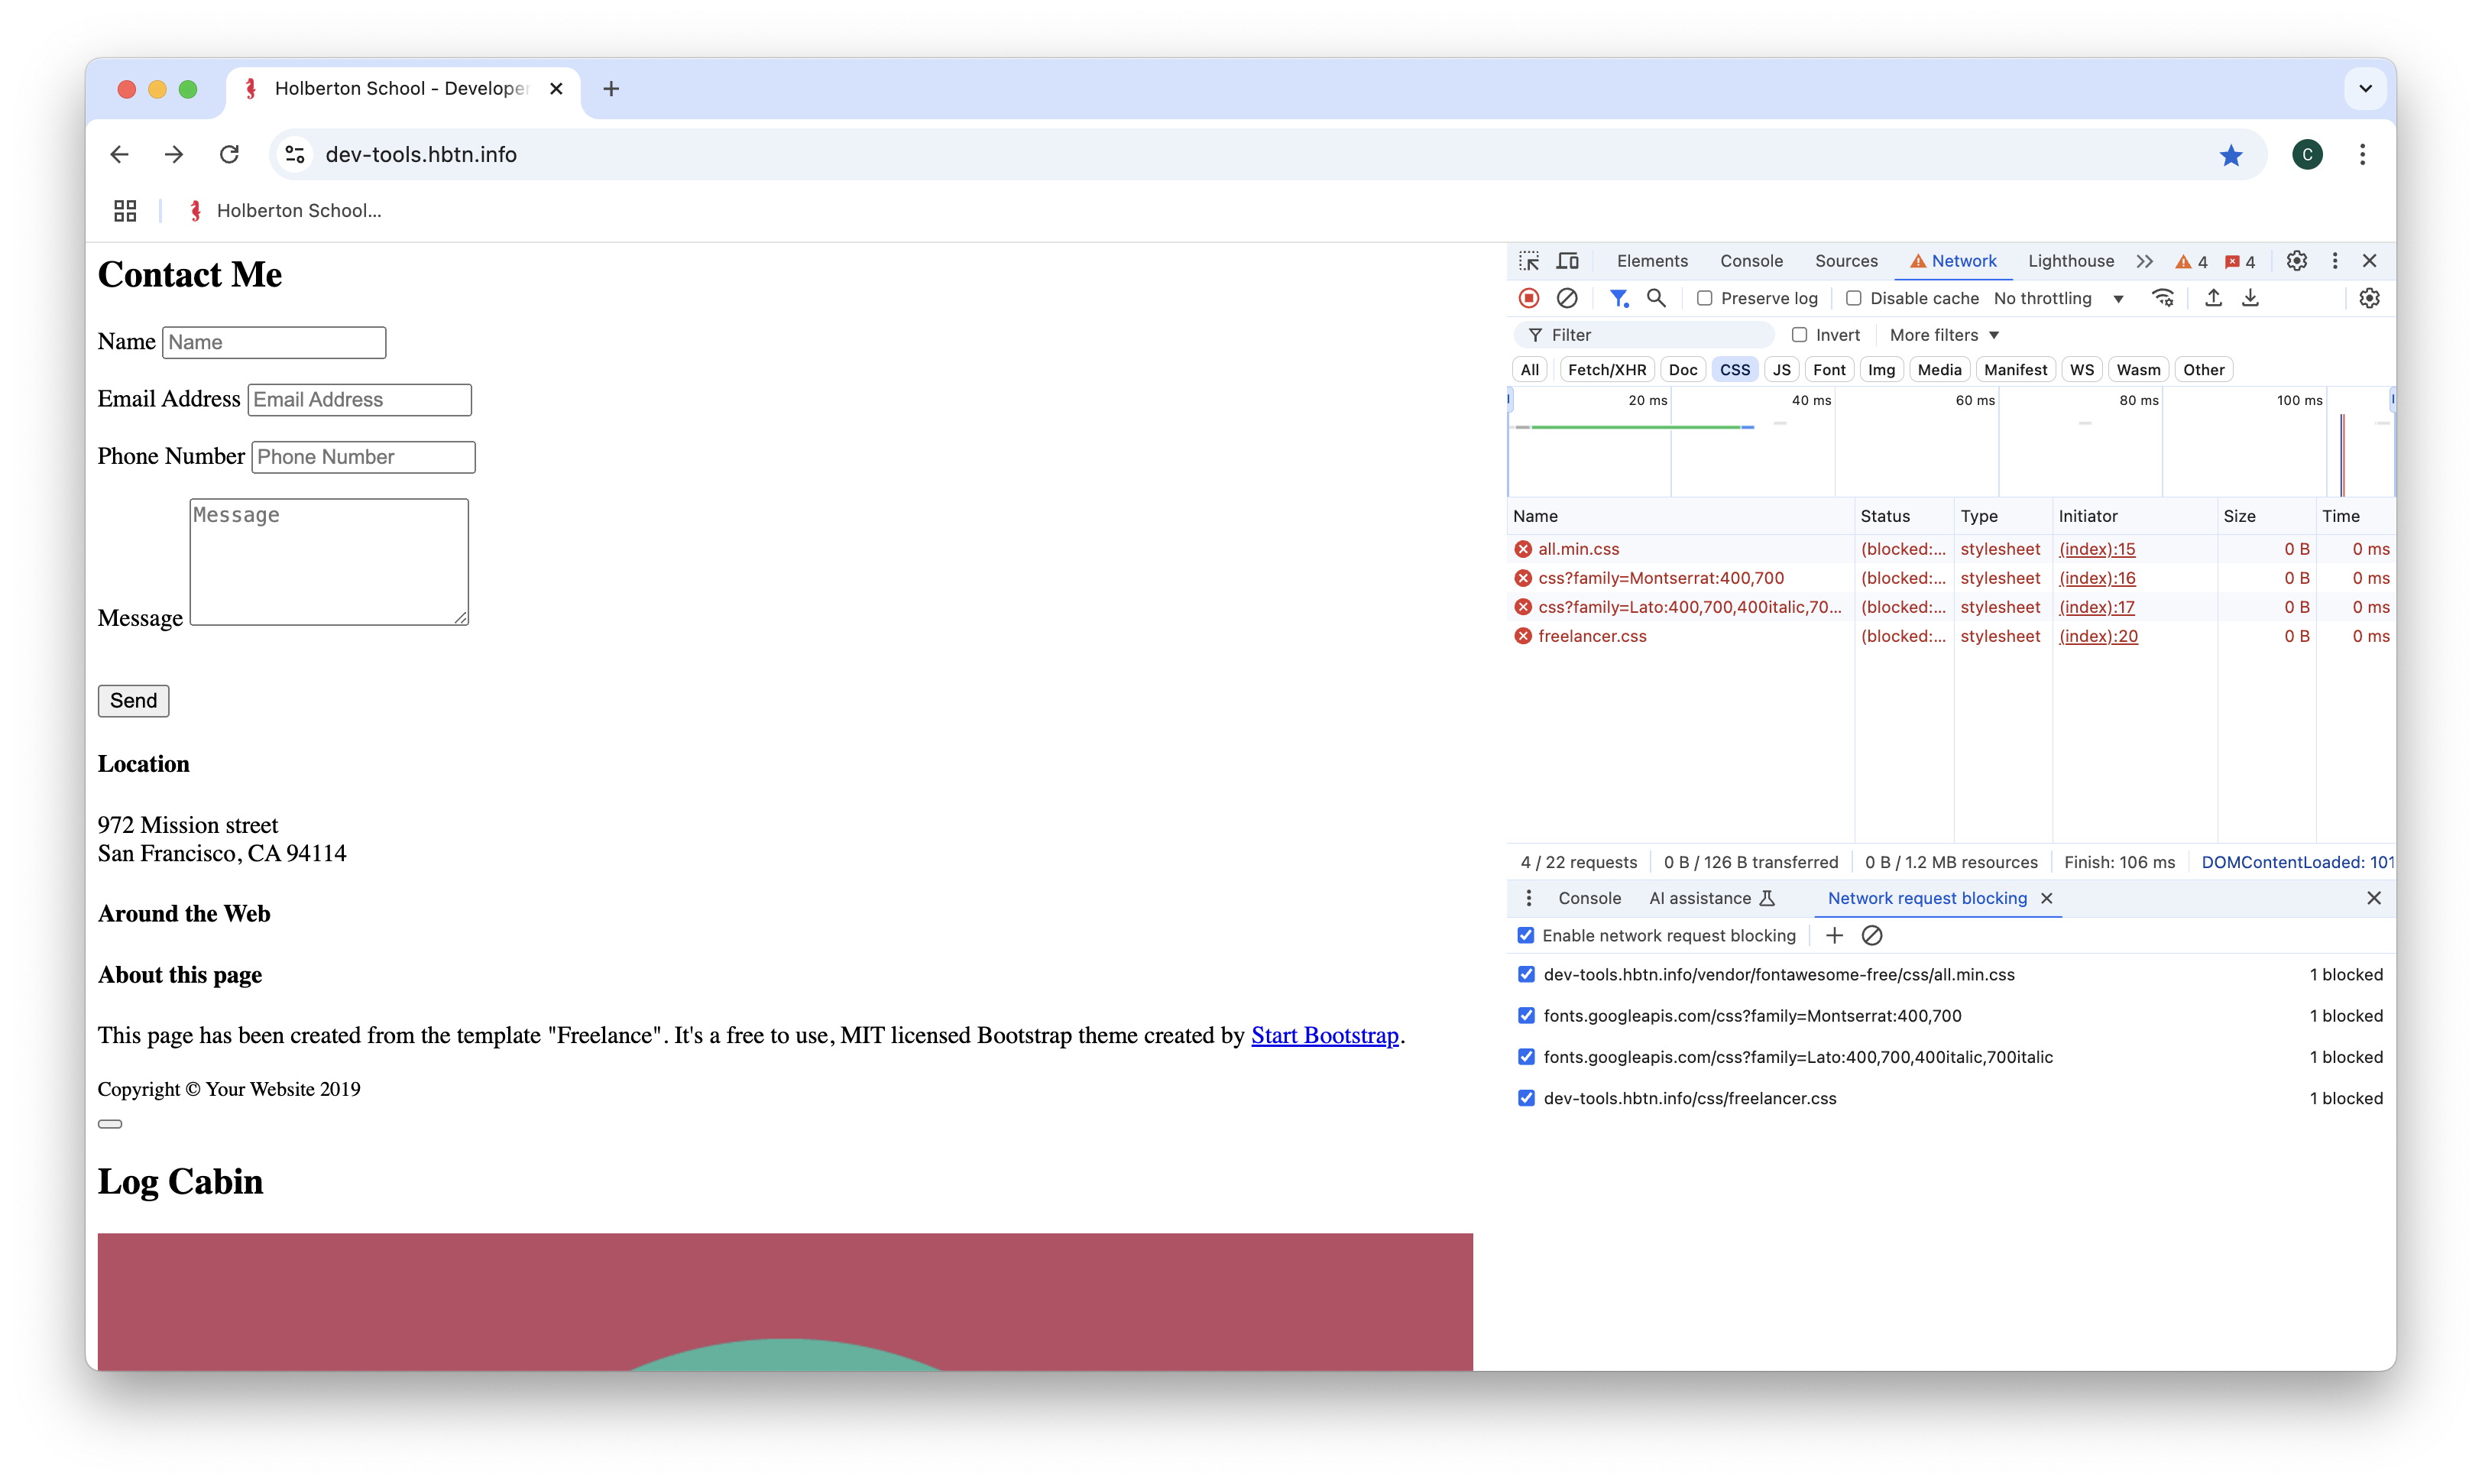 Holberton School - Developer
dev-tools.hbtn.info
C
Holberton School...
Contact Me
Name Name
Email Address Email Address
Phone Number Phone Number
Message Message
Send
Location
972 Mission street
San Francisco, CA 94114
Around the Web
About this page
This page has been created from the template "Freelance". It's a free to use, MIT licensed Bootstrap theme created by Start Bootstrap.
Copyright © Your Website 2019
Log Cabin
Elements Console Sources Network Lighthouse 4 4
Preserve log Disable cache No throttling
Filter Invert More filters
All Fetch/XHR Doc CSS JS Font Img Media Manifest WS Wasm Other
20 ms 40 ms 60 ms 80 ms 100 ms
Name Status Type Initiator Size Time
all.min.css (blocked:... stylesheet (index):15 0 B 0 ms
css?family=Montserrat:400,700 (blocked:... stylesheet (index):16 0 B 0 ms
css?family=Lato:400,700,400italic,70... (blocked:... stylesheet (index):17 0 B 0 ms
freelancer.css (blocked:... stylesheet (index):20 0 B 0 ms
4 / 22 requests 0 B / 126 B transferred 0 B / 1.2 MB resources Finish: 106 ms DOMContentLoaded: 101
Console AI assistance Network request blocking
Enable network request blocking
dev-tools.hbtn.info/vendor/fontawesome-free/css/all.min.css 1 blocked
fonts.googleapis.com/css?family=Montserrat:400,700 1 blocked
fonts.googleapis.com/css?family=Lato:400,700,400italic,700italic 1 blocked
dev-tools.hbtn.info/css/freelancer.css 1 blocked